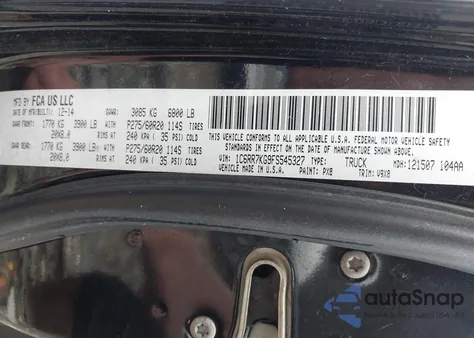 MFD BY FCA US LLC
DATE OF MFR(BUILT): 12-14 GVWR: 3085 KG 6800 LB
GAWR FRONT: 1770 KG 3900 LB WITH P275/60R20 114S TIRES
20X8.0 RIMS AT 240 KPA ( 35 PSI) COLD
GAWR REAR: 1770 KG 3900 LB WITH P275/60R20 114S TIRES
20X8.0 RIMS AT 240 KPA ( 35 PSI) COLD
THIS VEHICLE CONFORMS TO ALL APPLICABLE U.S.A. FEDERAL MOTOR VEHICLE SAFETY
STANDARDS IN EFFECT ON THE DATE OF MANUFACTURE SHOWN ABOVE.
VIN: 1C6RR7KG9FS545327 TYPE: TRUCK MDH: 121507 104AA
VEHICLE MADE IN U.S.A. PAINT: PX8 TRIM: V9X8
autoSnap